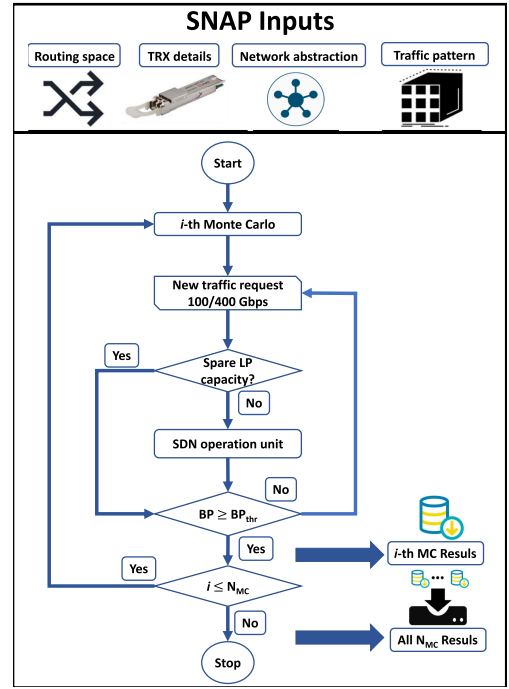 SNAP Inputs
Routing space
TRX details
Network abstraction
Traffic pattern
Start
i-th Monte Carlo
New traffic request
100/400 Gbps
Yes
Spare LP
capacity?
No
SDN operation unit
No
BP ≥ BPthr
Yes
i-th MC Resuls
Yes
i ≤ NMC
No
All NMC Resuls
Stop